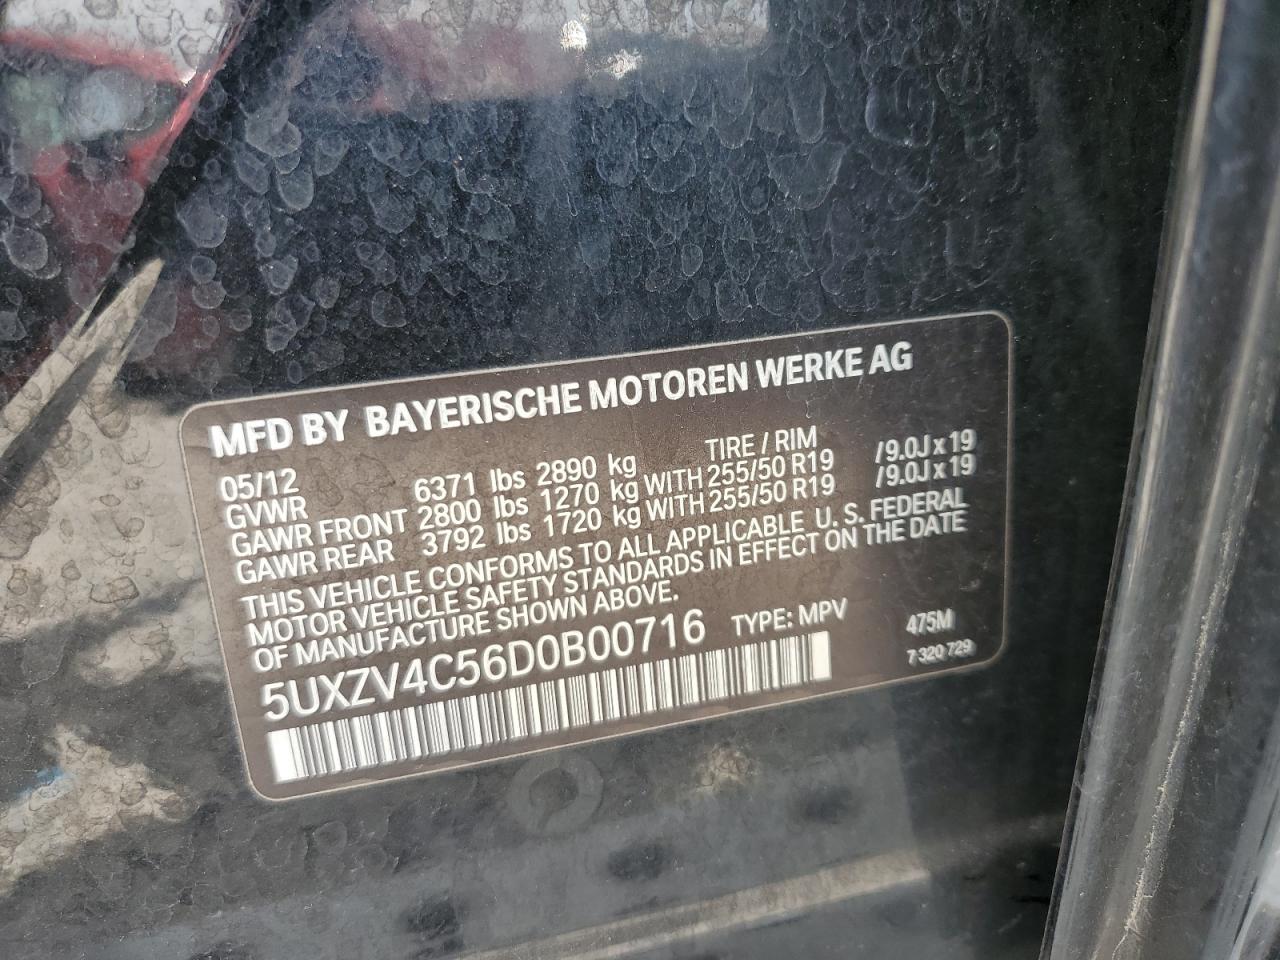 MFD BY BAYERISCHE MOTOREN WERKE AG
05/12 TIRE / RIM
GVWR 6371 lbs 2890 kg
GAWR FRONT 2800 lbs 1270 kg WITH 255/50 R19 /9.0J x 19
GAWR REAR 3792 lbs 1720 kg WITH 255/50 R19 /9.0J x 19
THIS VEHICLE CONFORMS TO ALL APPLICABLE U. S. FEDERAL
MOTOR VEHICLE SAFETY STANDARDS IN EFFECT ON THE DATE
OF MANUFACTURE SHOWN ABOVE.
5UXZV4C56D0B00716 TYPE: MPV 475M
7 320 729